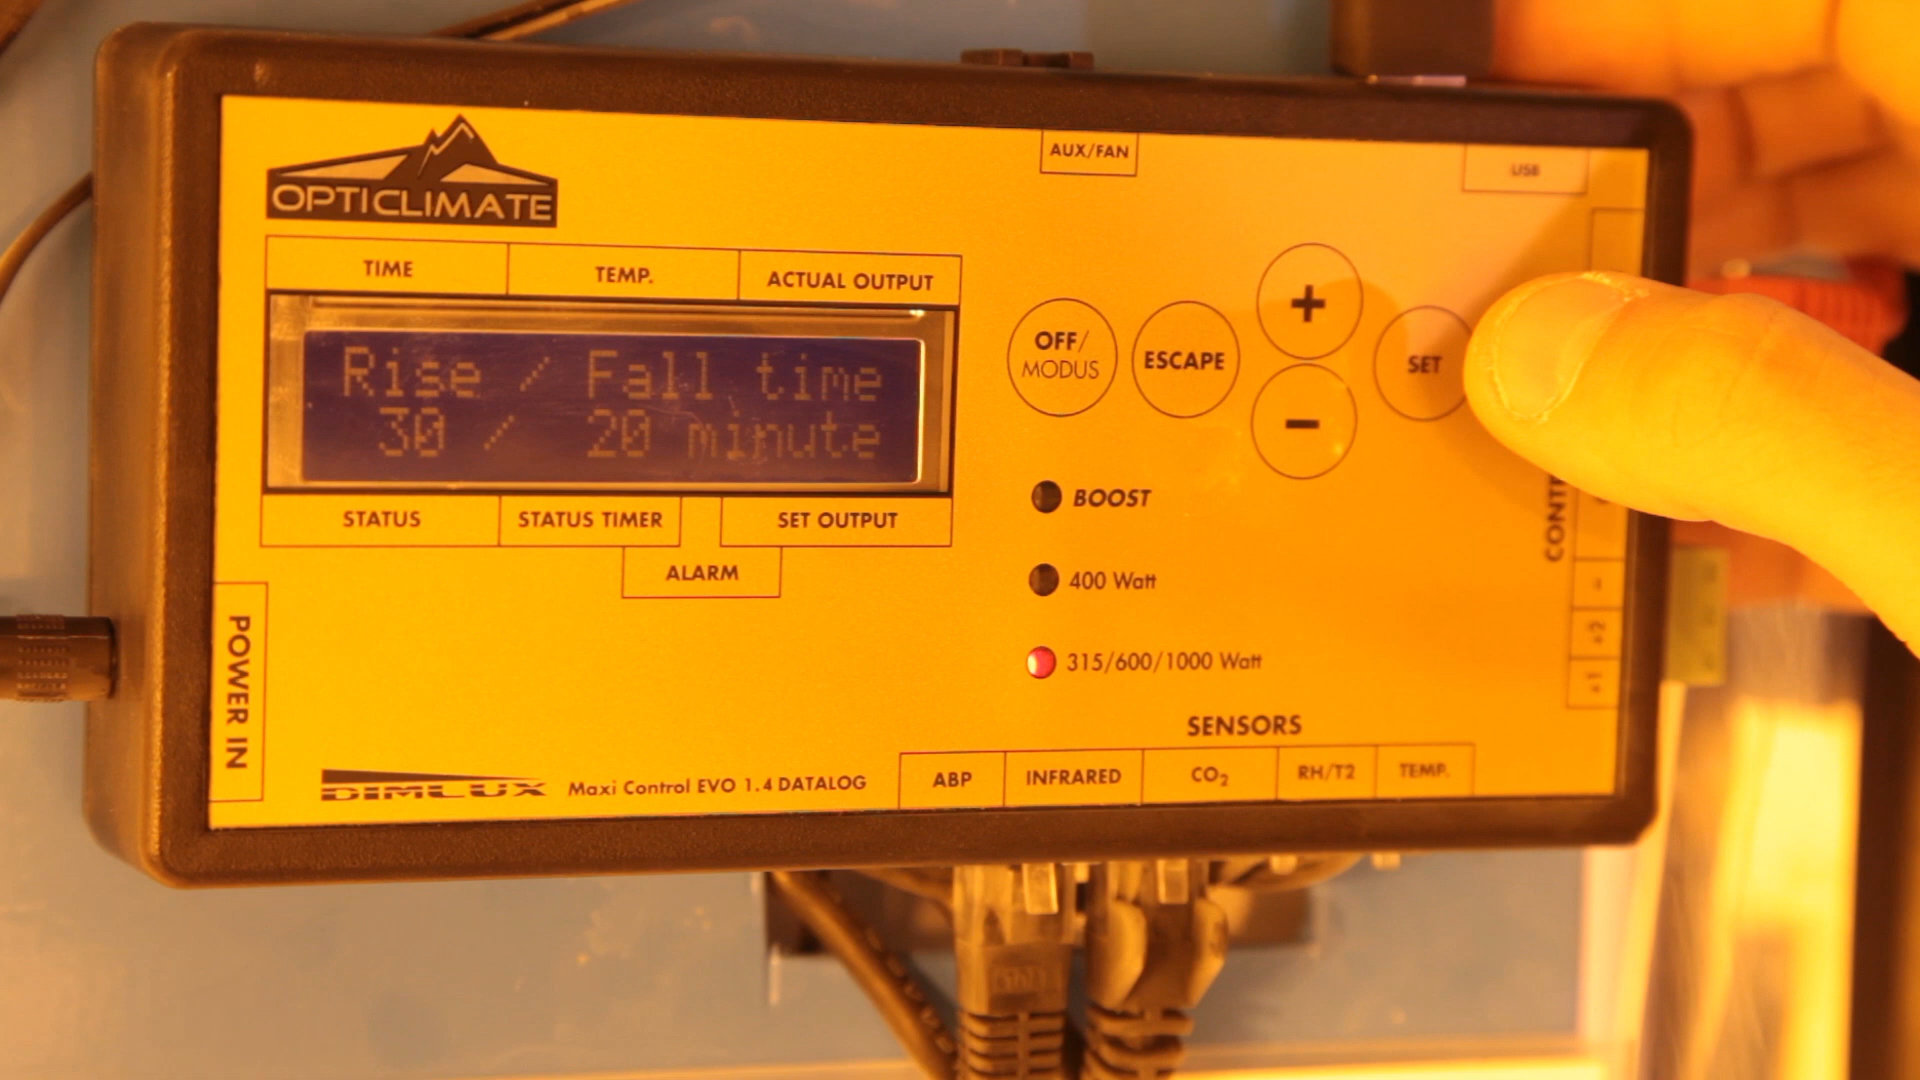 OPTICLIMATE
AUX/FAN
USB
TIME
TEMP.
ACTUAL OUTPUT
Rise / Fall time
30 / 20 minute
STATUS
STATUS TIMER
SET OUTPUT
ALARM
OFF/
MODUS
ESCAPE
+
-
SET
BOOST
400 Watt
315/600/1000 Watt
POWER IN
SENSORS
ABP
INFRARED
CO₂
RH/T2
TEMP.
DIMLUX
Maxi Control EVO 1.4 DATALOG